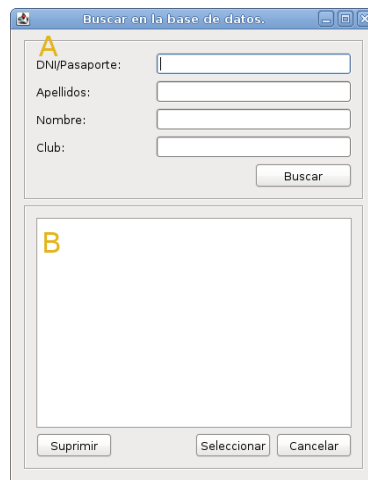 Buscar en la base de datos.
A
DNI/Pasaporte:
Apellidos:
Nombre:
Club:
Buscar
B
Suprimir Seleccionar Cancelar